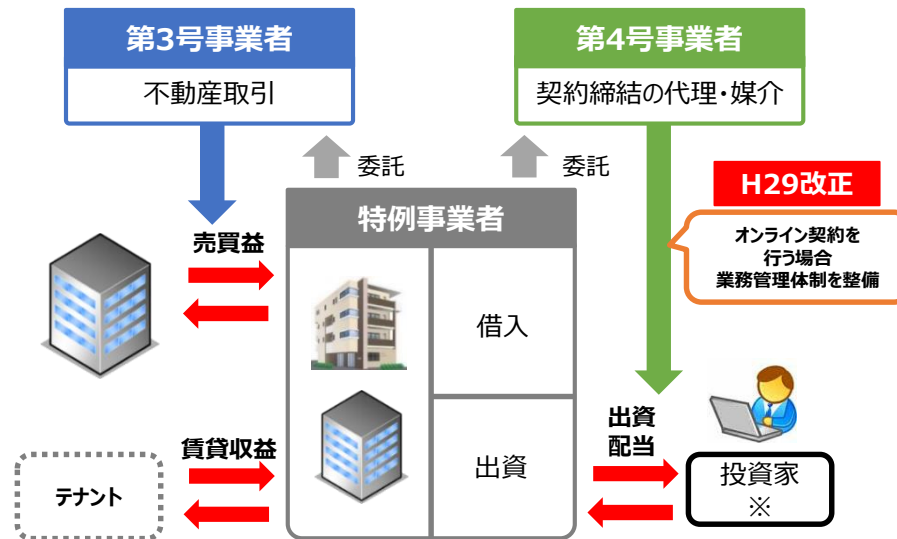 第3号事業者
不動産取引
第4号事業者
契約締結の代理・媒介
委託
委託
H29改正
オンライン契約を
行う場合
業務管理体制を整備
特例事業者
売買益
借入
出資
配当
賃貸収益
出資
テナント
投資家
※